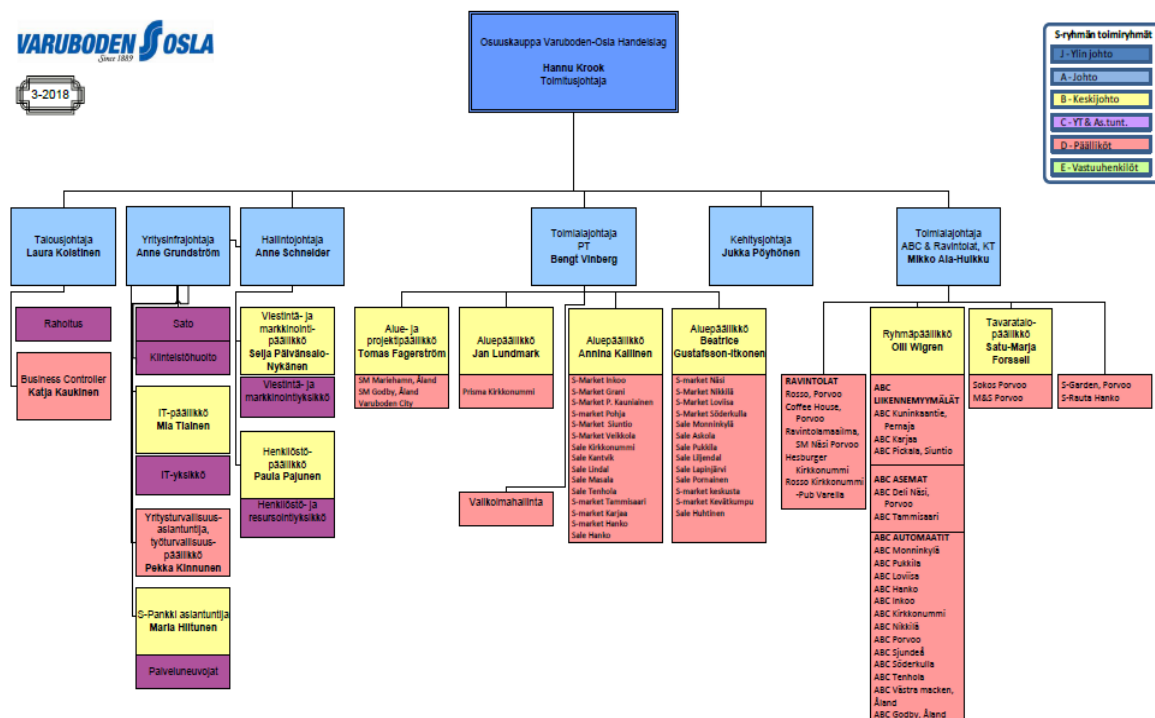 VARUBODEN OSLA
Since 1889
3-2018
Osuuskauppa Varuboden-Osla Handelslag
Hannu Krook
Toimitusjohtaja
S-ryhmän toimiryhmät
J - Ylin johto
A - Johto
B - Keskijohto
C - YT & As.tunt.
D - Päälliköt
E - Vastuuhenkilöt
Talousjohtaja
Laura Koistinen
Yritysinfrajohtaja
Anne Grundström
Hallintojohtaja
Anne Schneider
Toimialajohtaja
PT
Bengt Vinberg
Kehitysjohtaja
Jukka Pöyhönen
Toimialajohtaja
ABC & Ravintolat, KT
Mikko Ala-Hulkku
Rahoitus
Business Controller
Katja Kaukinen
Sato
Kiinteistöhuolto
IT-päällikkö
Mia Tiainen
IT-yksikkö
Yritysturvallisuus-
asiantuntija,
työturvallisuus-
päällikkö
Pekka Kinnunen
S-Pankki asiantuntija
Maria Hiltunen
Palveluneuvojat
Viestintä- ja
markkinointi-
päällikkö
Seija Päivänsalo-
Nykänen
Viestintä- ja
markkinointiyksikkö
Henkilöstö-
päällikkö
Paula Pajunen
Henkilöstö- ja
resursointiyksikkö
Alue- ja
projektipäällikkö
Tomas Fagerström
SM Mariehamn, Åland
SM Godby, Åland
Varuboden City
Aluepäällikkö
Jan Lundmark
Prisma Kirkkonummi
Valikoimahallinta
Aluepäällikkö
Annina Kallinen
S-Market Inkoo
S-Market Grani
S-Market P. Kauniainen
S-market Pohja
S-Market Siuntio
S-Market Veikkola
Sale Kirkkonummi
Sale Kantvik
Sale Lindal
Sale Masala
Sale Tenhola
S-market Tammisaari
S-market Karjaa
S-market Hanko
Sale Hanko
Aluepäällikkö
Beatrice
Gustafsson-Itkonen
S-market Näsi
S-Market Nikkilä
S-Market Loviisa
S-Market Söderkulla
Sale Monninkylä
Sale Askola
Sale Pukkila
Sale Liljendal
Sale Lapinjärvi
Sale Pornainen
S-market keskusta
S-market Kevätkumpu
Sale Huhtinen
RAVINTOLAT
Rosso, Porvoo
Coffee House,
Porvoo
Ravintolamaailma,
SM Näsi Porvoo
Hesburger
Kirkkonummi
Rosso Kirkkonummi
-Pub Varella
Ryhmäpäällikkö
Olli Wigren
ABC
LIIKENNEMYYMÄLÄT
ABC Kuninkaantie,
Pernaja
ABC Karjaa
ABC Pickala, Siuntio
ABC ASEMAT
ABC Deli Näsi,
Porvoo
ABC Tammisaari
ABC AUTOMAATIT
ABC Monninkylä
ABC Pukkila
ABC Loviisa
ABC Hanko
ABC Inkoo
ABC Kirkkonummi
ABC Nikkilä
ABC Porvoo
ABC Sjundeå
ABC Söderkulla
ABC Tenhola
ABC Västra macken,
Åland
ABC Godby, Åland
Tavaratalo-
päällikkö
Satu-Marja
Forssell
Sokos Porvoo
M&S Porvoo
S-Garden, Porvoo
S-Rauta Hanko